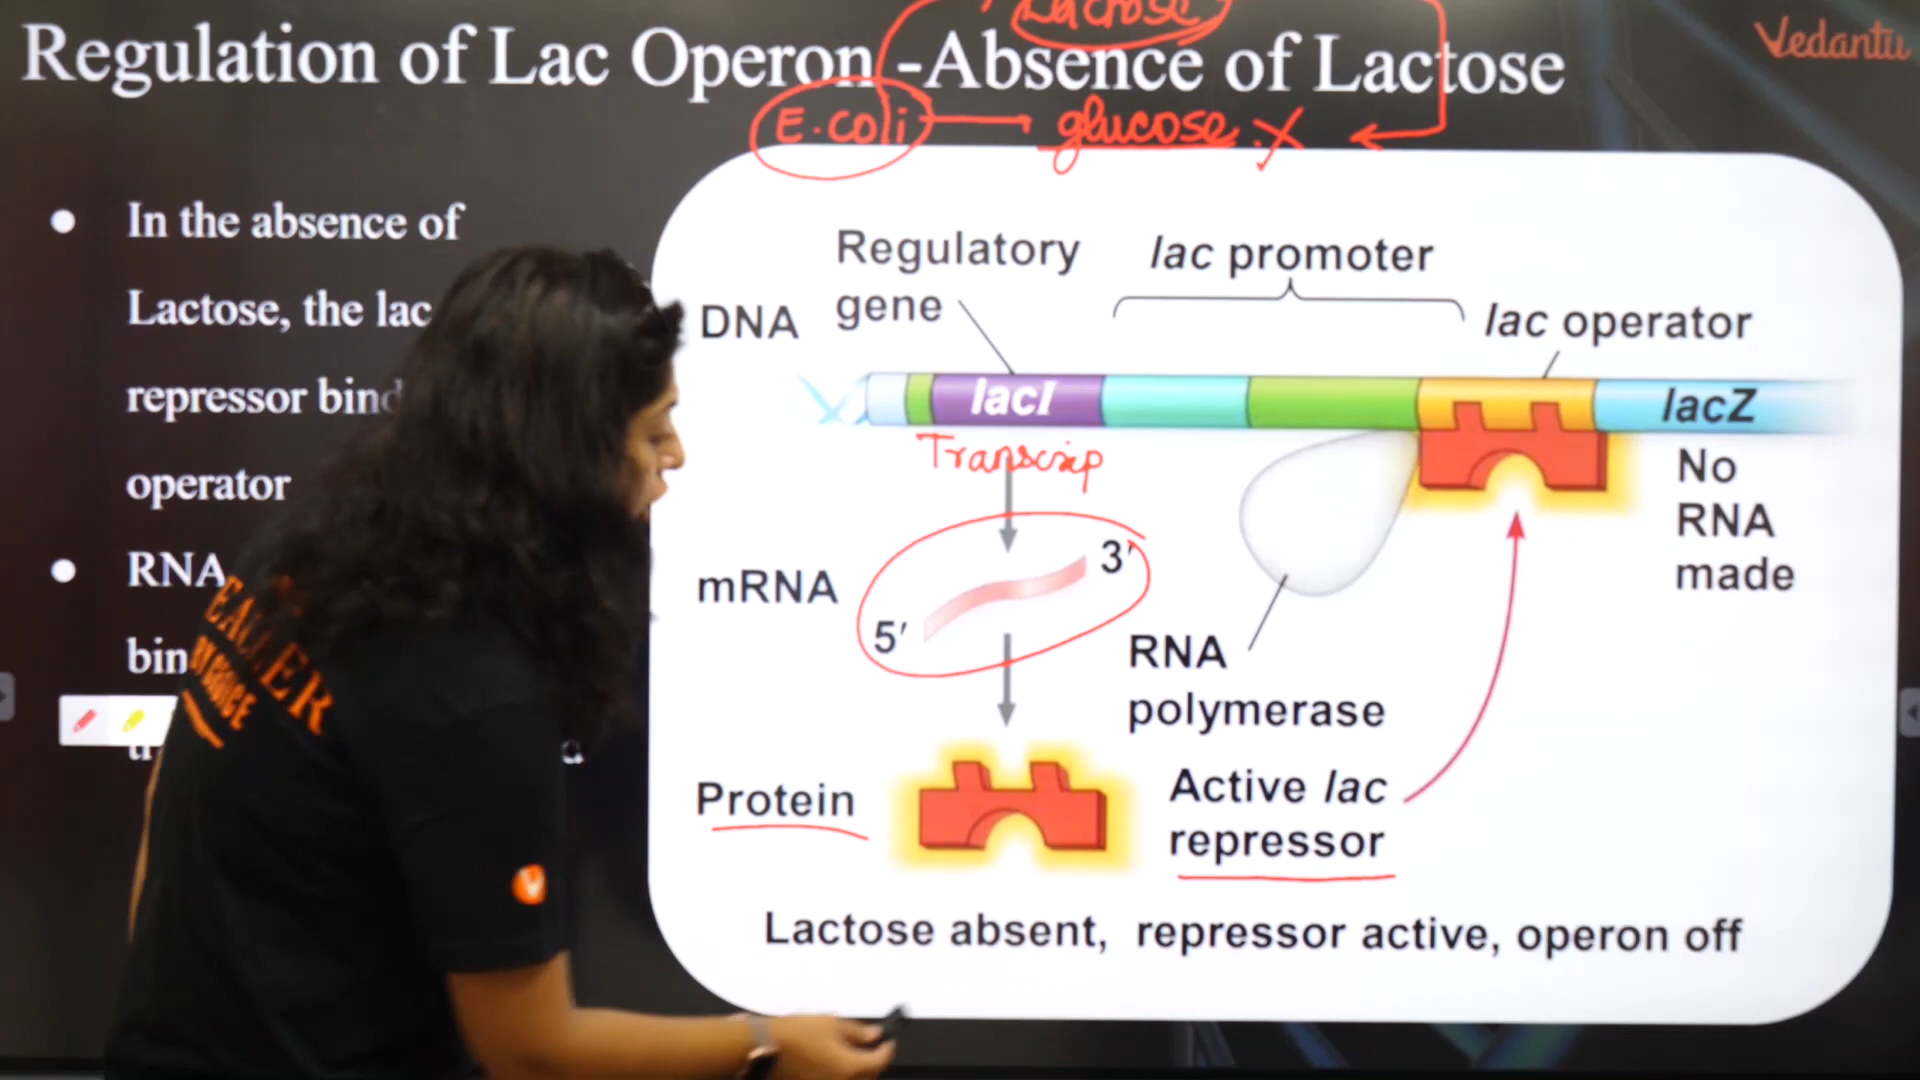 Lactose
Regulation of Lac Operon -Absence of Lactose
Vedantu
E.coli glucose X
In the absence of
Lactose, the lac
repressor bind
operator
RNA
bin
Regulatory
gene
lac promoter
DNA
lac operator
lacI
lacZ
Transcrip
No
RNA
made
mRNA
3'
5'
RNA
polymerase
Protein
Active lac
repressor
Lactose absent, repressor active, operon off